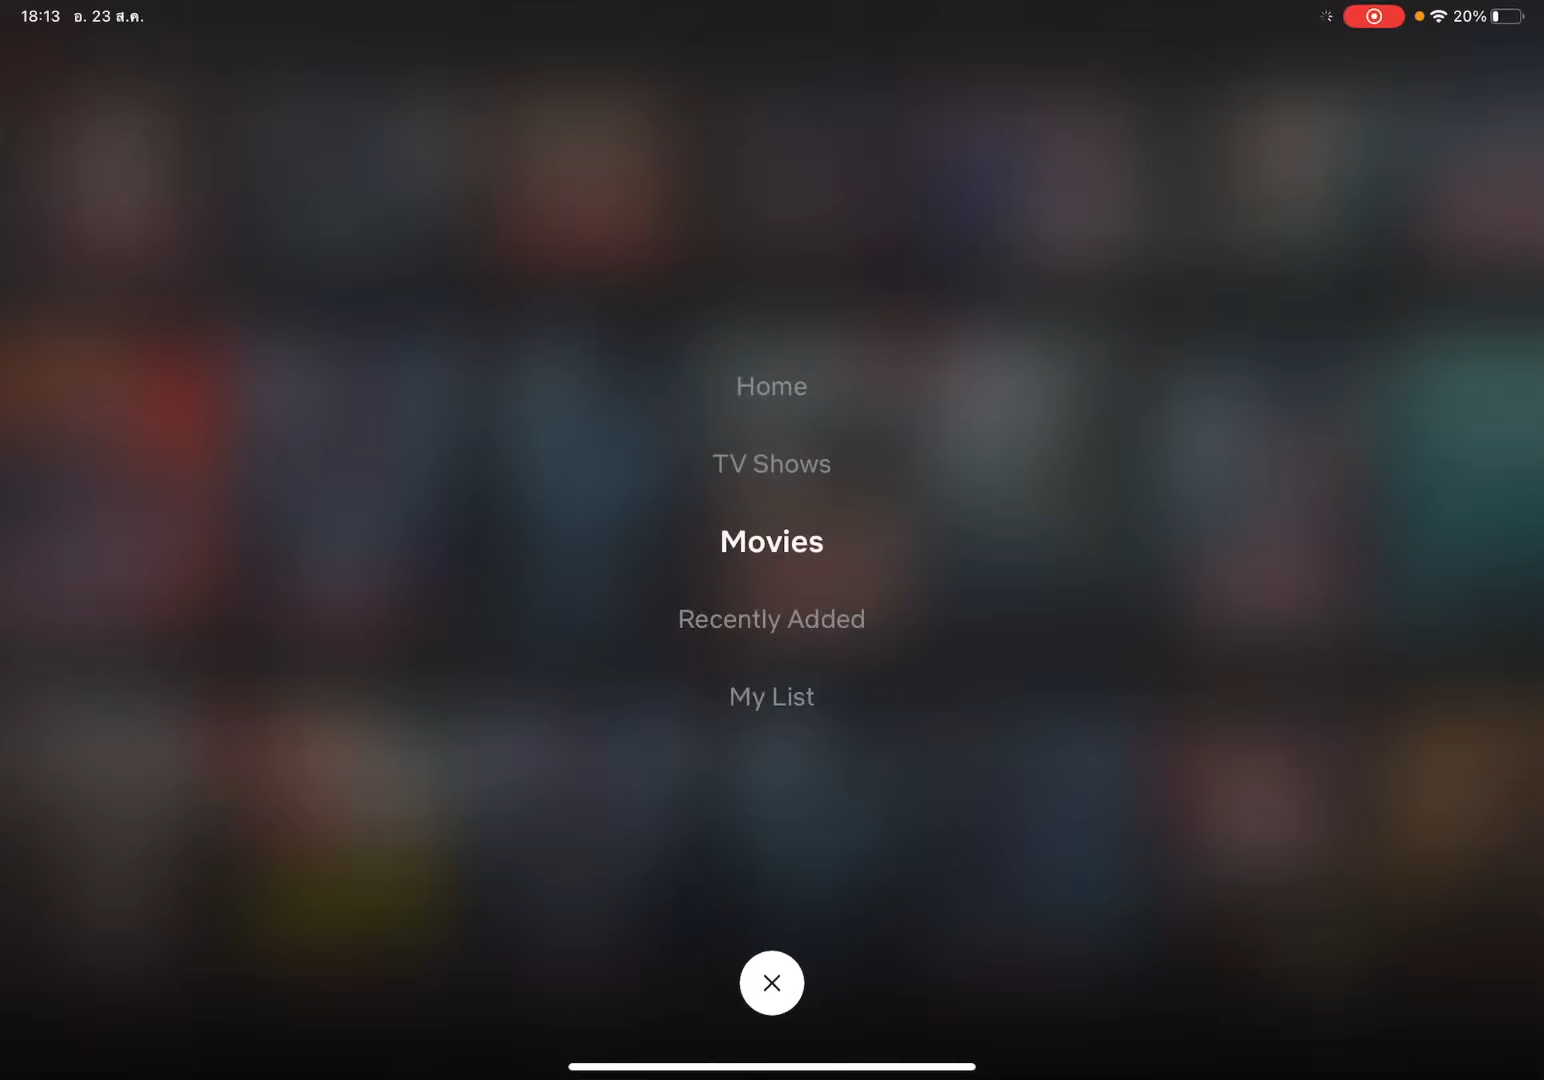 18:13 อ. 23 ส.ค.
20%
Home
TV Shows
Movies
Recently Added
My List